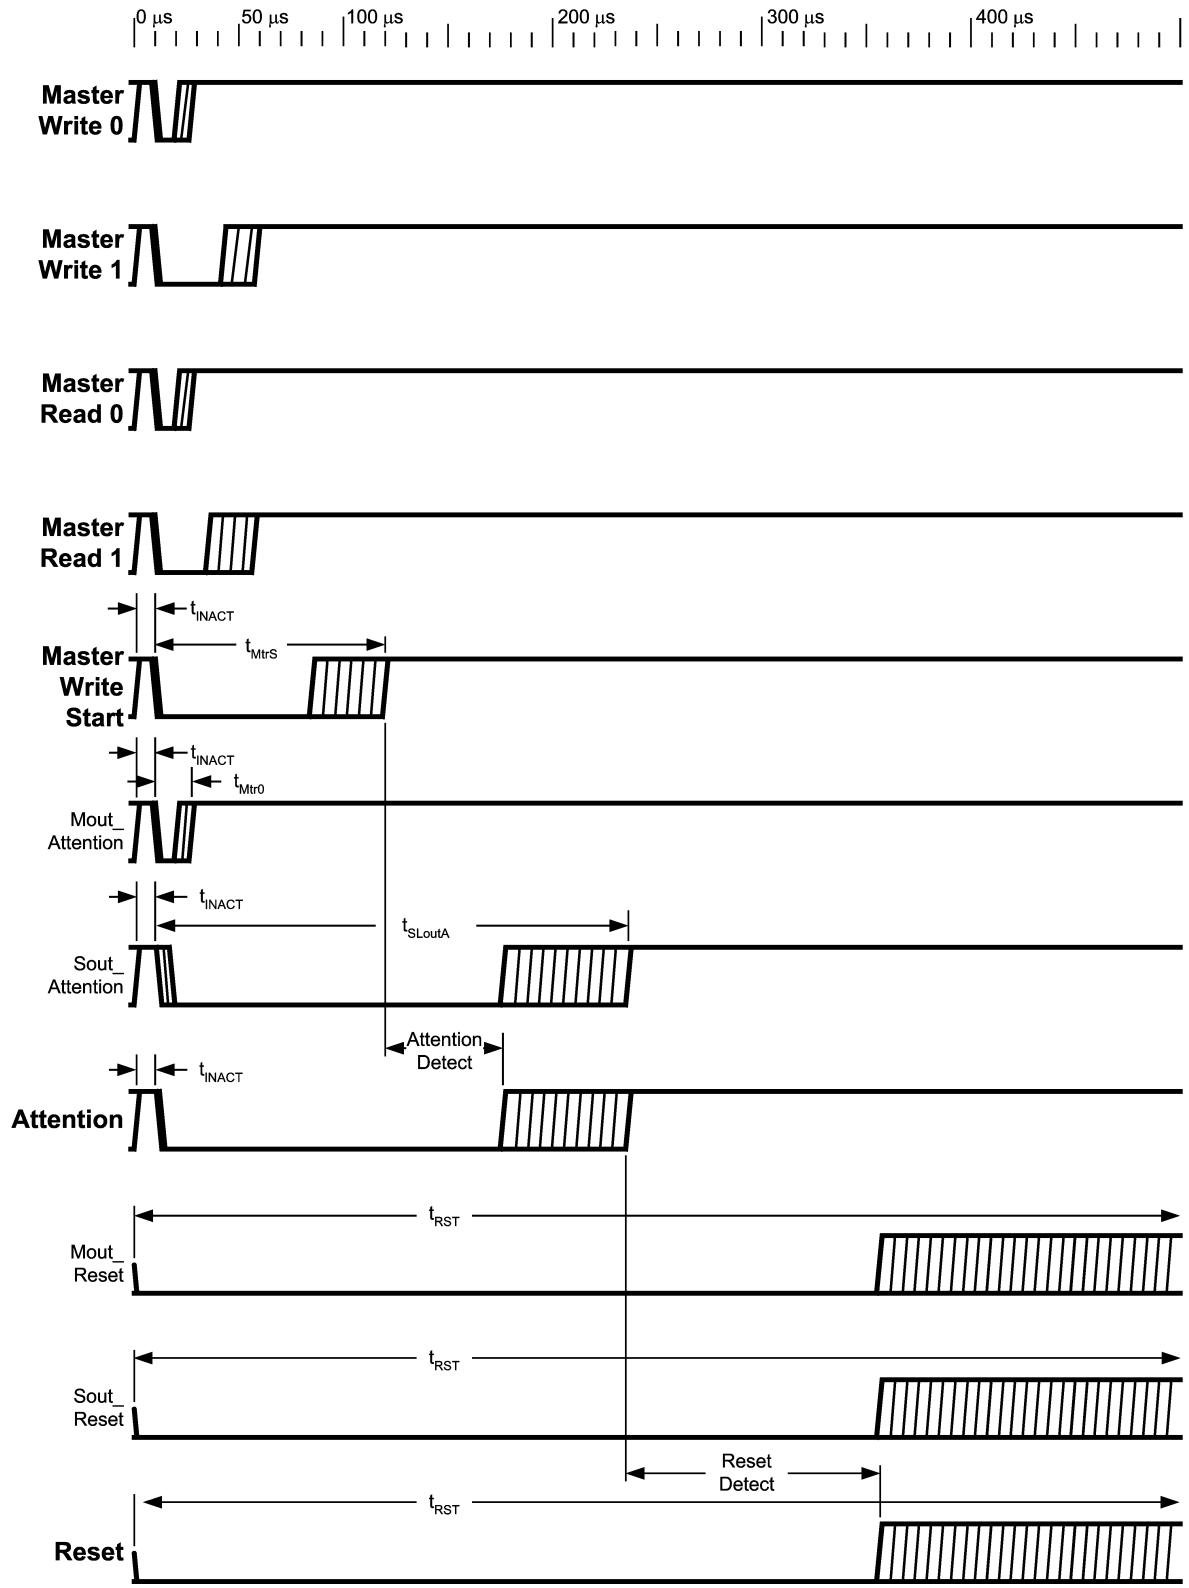 0 µs 50 µs 100 µs 200 µs 300 µs 400 µs
Master
Write 0
Master
Write 1
Master
Read 0
Master
Read 1
tINACT
tMtrS
Master
Write
Start
tINACT
tMtr0
Mout_
Attention
tINACT
tSLoutA
Sout_
Attention
Attention
Detect
tINACT
Attention
tRST
Mout_
Reset
tRST
Sout_
Reset
Reset
Detect
tRST
Reset